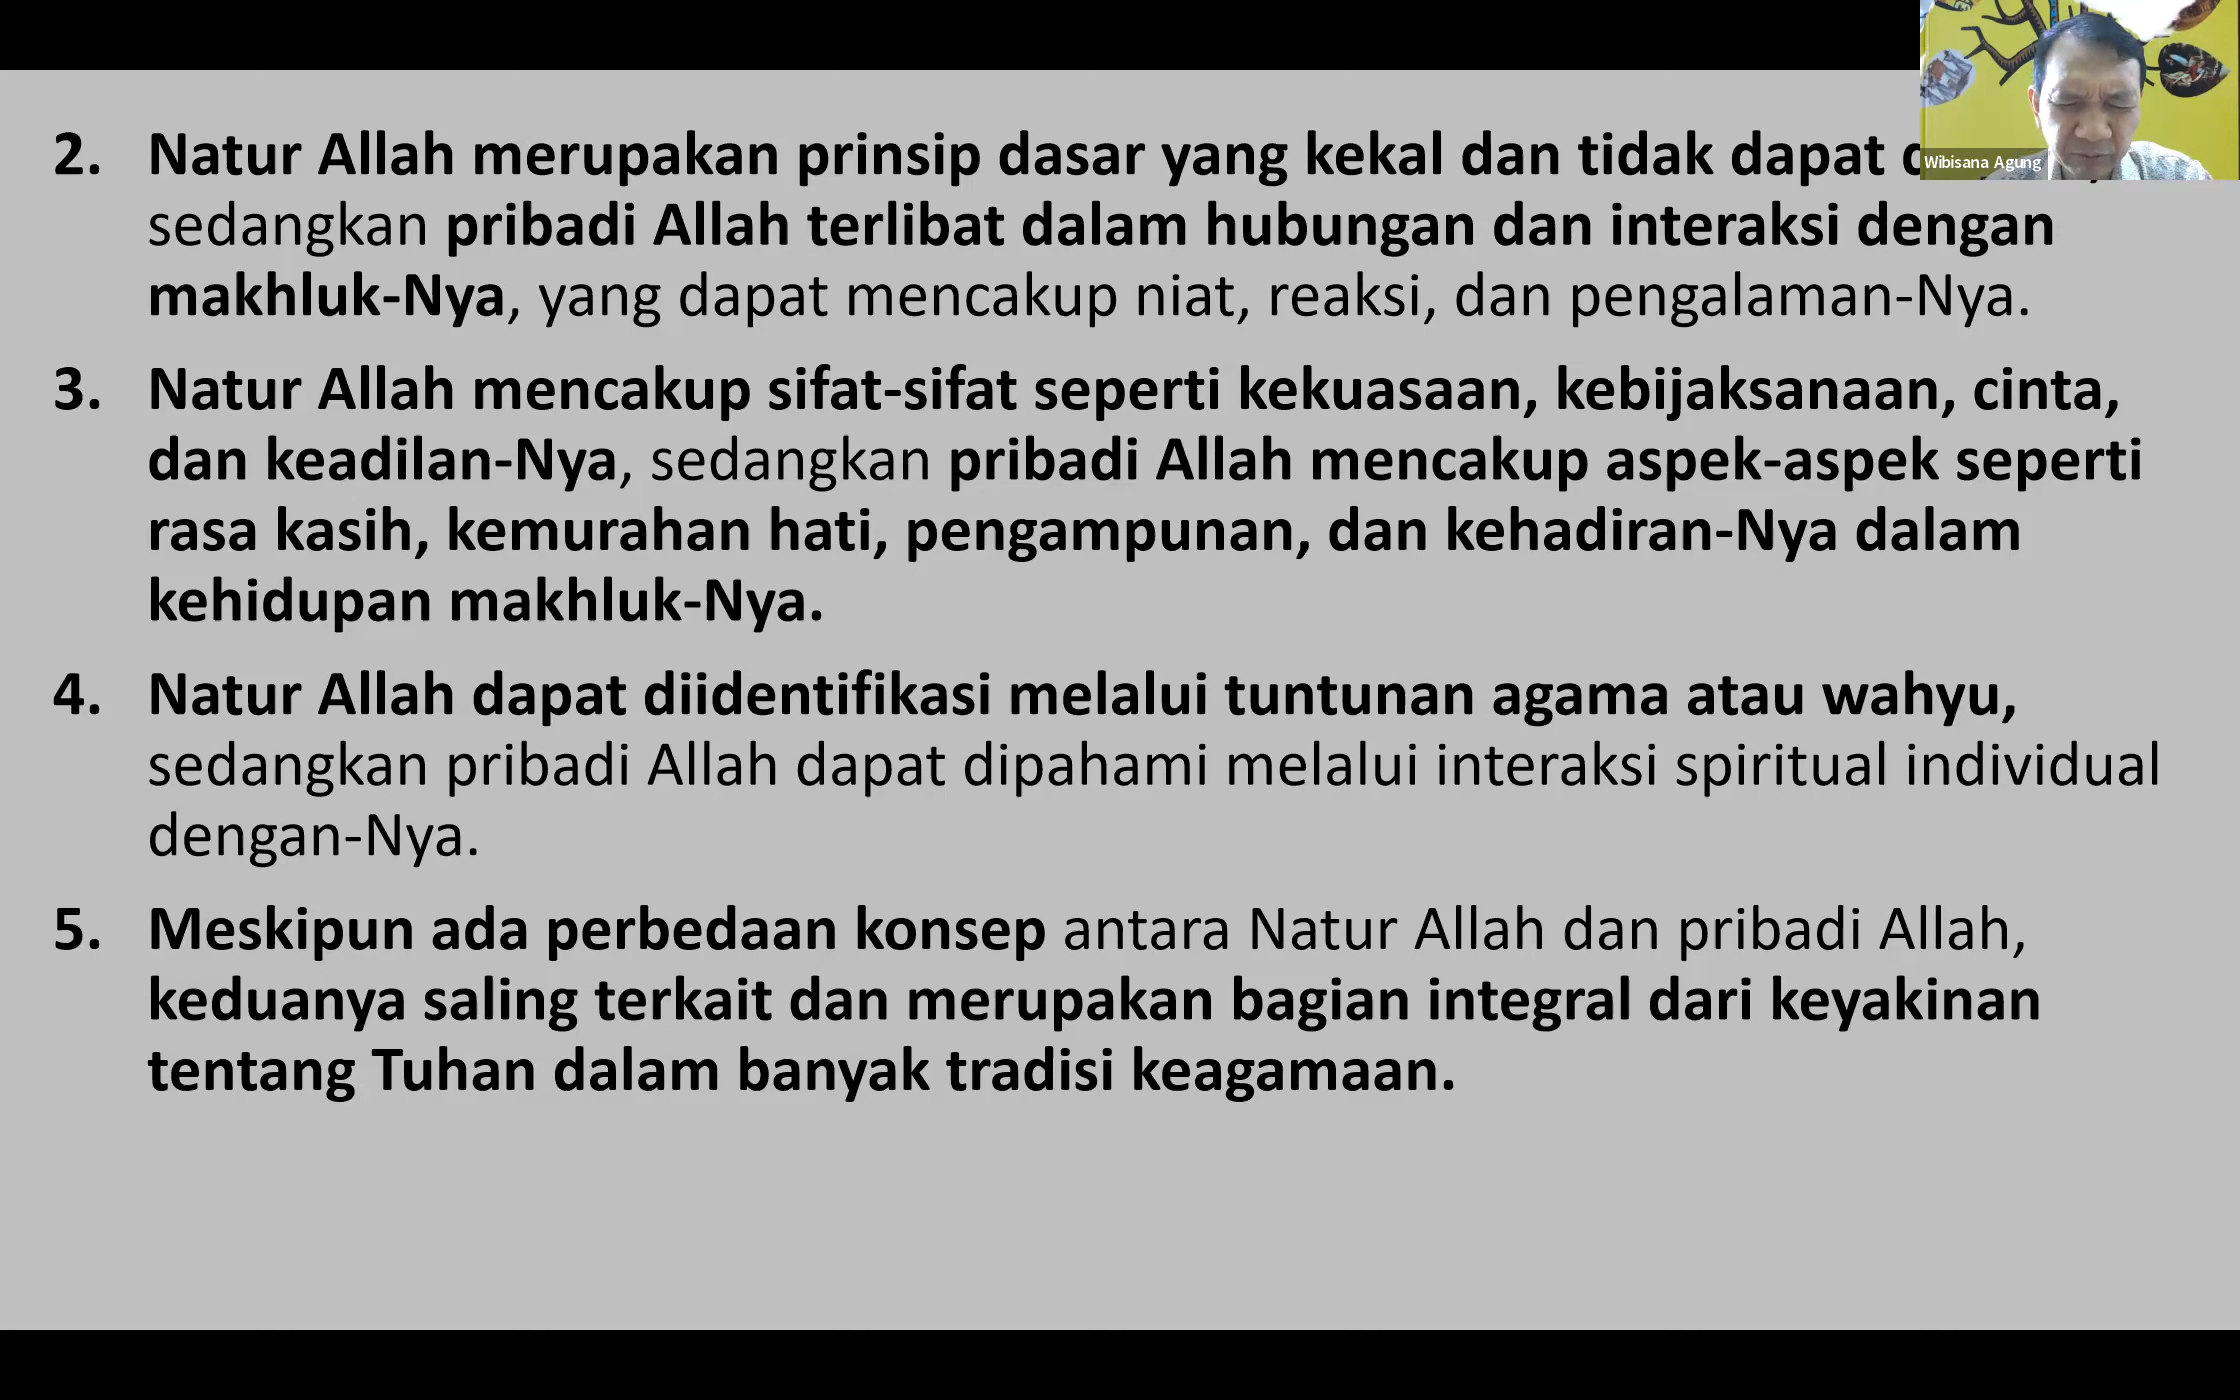 2. Natur Allah merupakan prinsip dasar yang kekal dan tidak dapat
sedangkan pribadi Allah terlibat dalam hubungan dan interaksi dengan
makhluk-Nya, yang dapat mencakup niat, reaksi, dan pengalaman-Nya.
3. Natur Allah mencakup sifat-sifat seperti kekuasaan, kebijaksanaan, cinta,
dan keadilan-Nya, sedangkan pribadi Allah mencakup aspek-aspek seperti
rasa kasih, kemurahan hati, pengampunan, dan kehadiran-Nya dalam
kehidupan makhluk-Nya.
4. Natur Allah dapat diidentifikasi melalui tuntunan agama atau wahyu,
sedangkan pribadi Allah dapat dipahami melalui interaksi spiritual individual
dengan-Nya.
5. Meskipun ada perbedaan konsep antara Natur Allah dan pribadi Allah,
keduanya saling terkait dan merupakan bagian integral dari keyakinan
tentang Tuhan dalam banyak tradisi keagamaan.
Wibisana Agung